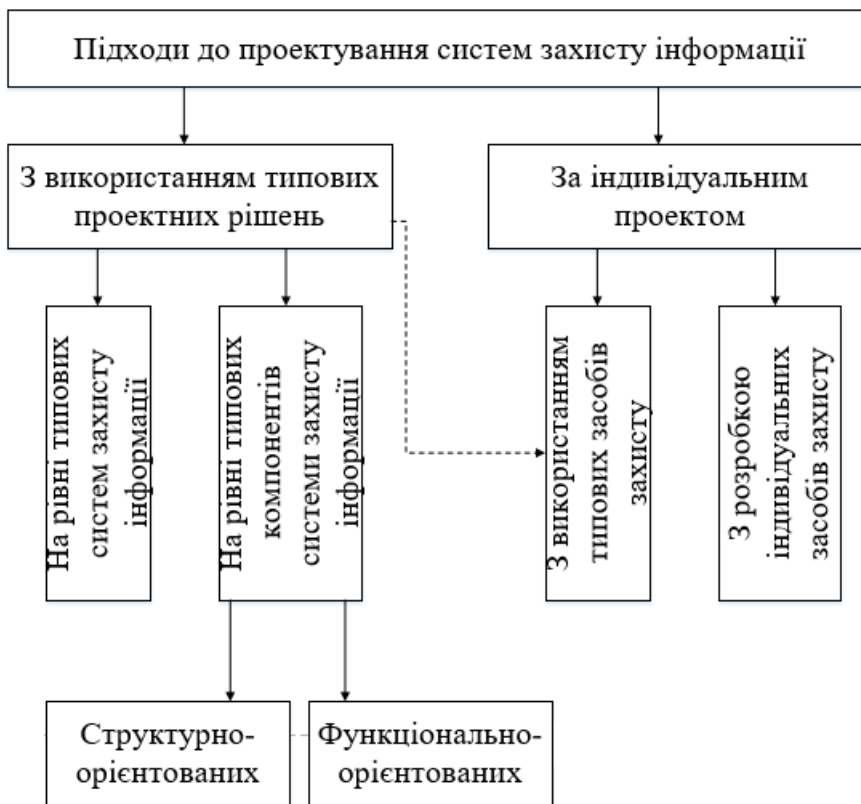 Підходи до проектування систем захисту інформації
З використанням типових
проектних рішень
За індивідуальним
проектом
На рівні типових
систем захисту
інформації
На рівні типових
компонентів
системи захисту
інформації
З використанням
типових засобів
захисту
З розробкою
індивідуальних
засобів захисту
Структурно-
орієнтованих
Функціонально-
орієнтованих